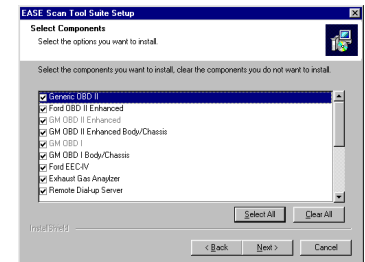 EASE Scan Tool Suite Setup
Select Components
Select the options you want to install.
Select the components you want to install, clear the components you do not want to install.
Generic OBD II
Ford OBD II Enhanced
GM OBD II Enhanced
GM OBD II Enhanced Body/Chassis
GM OBD I
GM OBD I Body/Chassis
Ford EEC-IV
Exhaust Gas Anaylzer
Remote Dial-up Server
Select All Clear All
InstallShield
< Back Next > Cancel